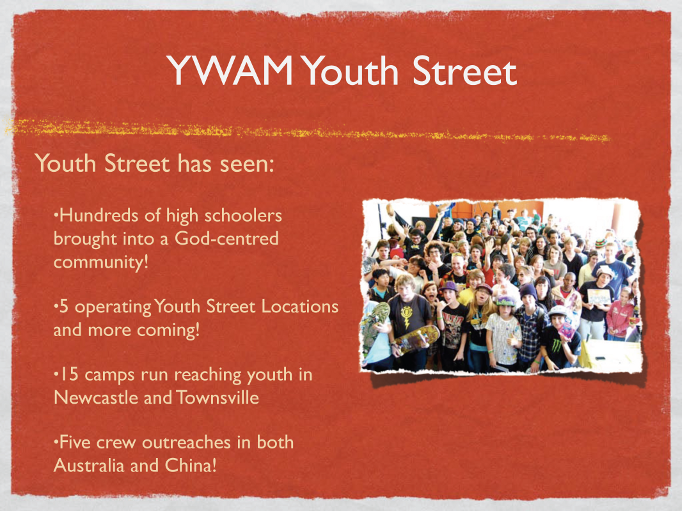 YWAM Youth Street
Youth Street has seen:
•Hundreds of high schoolers
brought into a God-centred
community!
•5 operating Youth Street Locations
and more coming!
•15 camps run reaching youth in
Newcastle and Townsville
•Five crew outreaches in both
Australia and China!